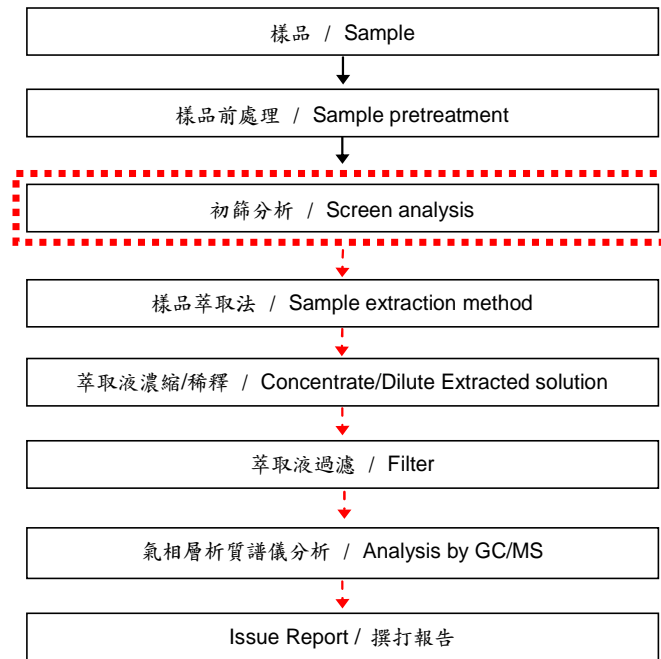 樣品 / Sample
樣品前處理 / Sample pretreatment
初篩分析 / Screen analysis
樣品萃取法 / Sample extraction method
萃取液濃縮/稀釋 / Concentrate/Dilute Extracted solution
萃取液過濾 / Filter
氣相層析質譜儀分析 / Analysis by GC/MS
Issue Report / 撰打報告